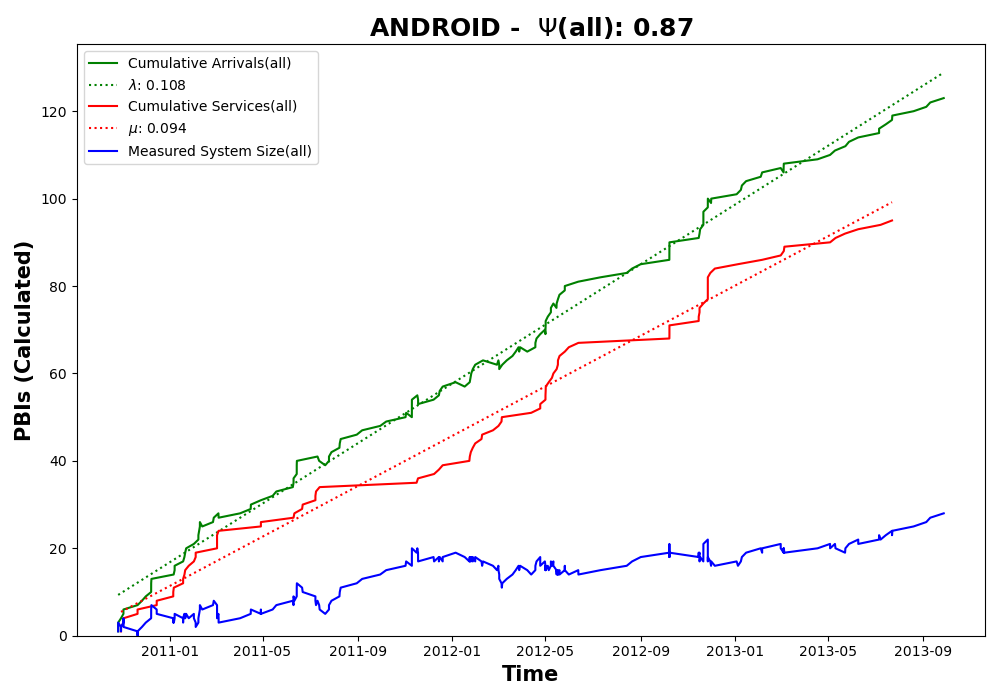 ANDROID - Ψ(all): 0.87
Cumulative Arrivals(all)
λ: 0.108
Cumulative Services(all)
μ: 0.094
Measured System Size(all)
PBIs (Calculated)
120
100
80
60
40
20
0
2011-01 2011-05 2011-09 2012-01 2012-05 2012-09 2013-01 2013-05 2013-09
Time